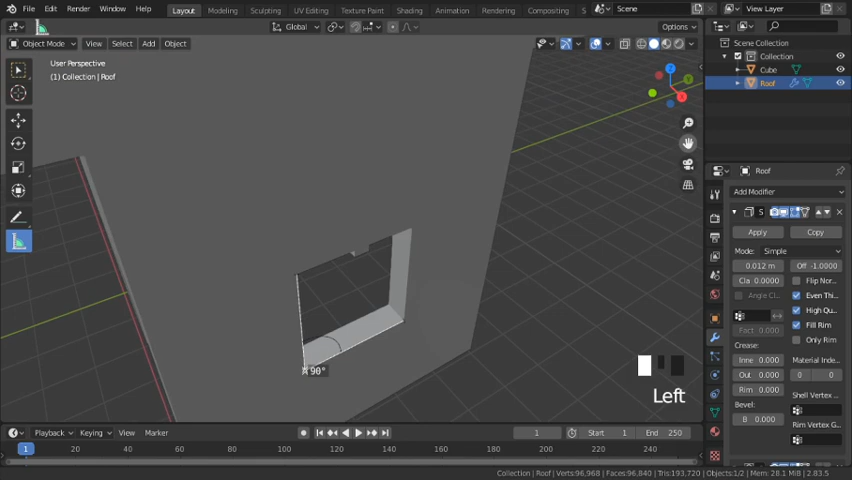 File Edit Render Window Help Layout Modeling Sculpting UV Editing Texture Paint Shading Animation Rendering Compositing Scene View Layer
Global Options
Object Mode View Select Add Object
User Perspective
(1) Collection | Roof
Z
Y
X
90°
Left
Scene Collection
Collection
Cube
Roof
Roof
Add Modifier
S
Apply Copy
Mode: Simple
0.012 m Off -1.0000
Cla 0.0000 Flip Nor..
Angle Cl.. Even Thi..
High Qu..
Fact 0.0000 Fill Rim
Crease: Only Rim
Inne 0.000 Material Inde..
Out 0.000 0 0
Rim 0.000 Shell Vertex ..
Bevel:
B 0.000 Rim Vertex G..
Playback Keying View Marker 1 Start 1 End 250
1 20 40 60 80 100 120 140 160 180 200 220 240
Collection | Roof | Verts:96,968 | Faces:96,840 | Tris:193,720 | Objects:1/2 | Mem: 28.1 MiB | 2.83.5